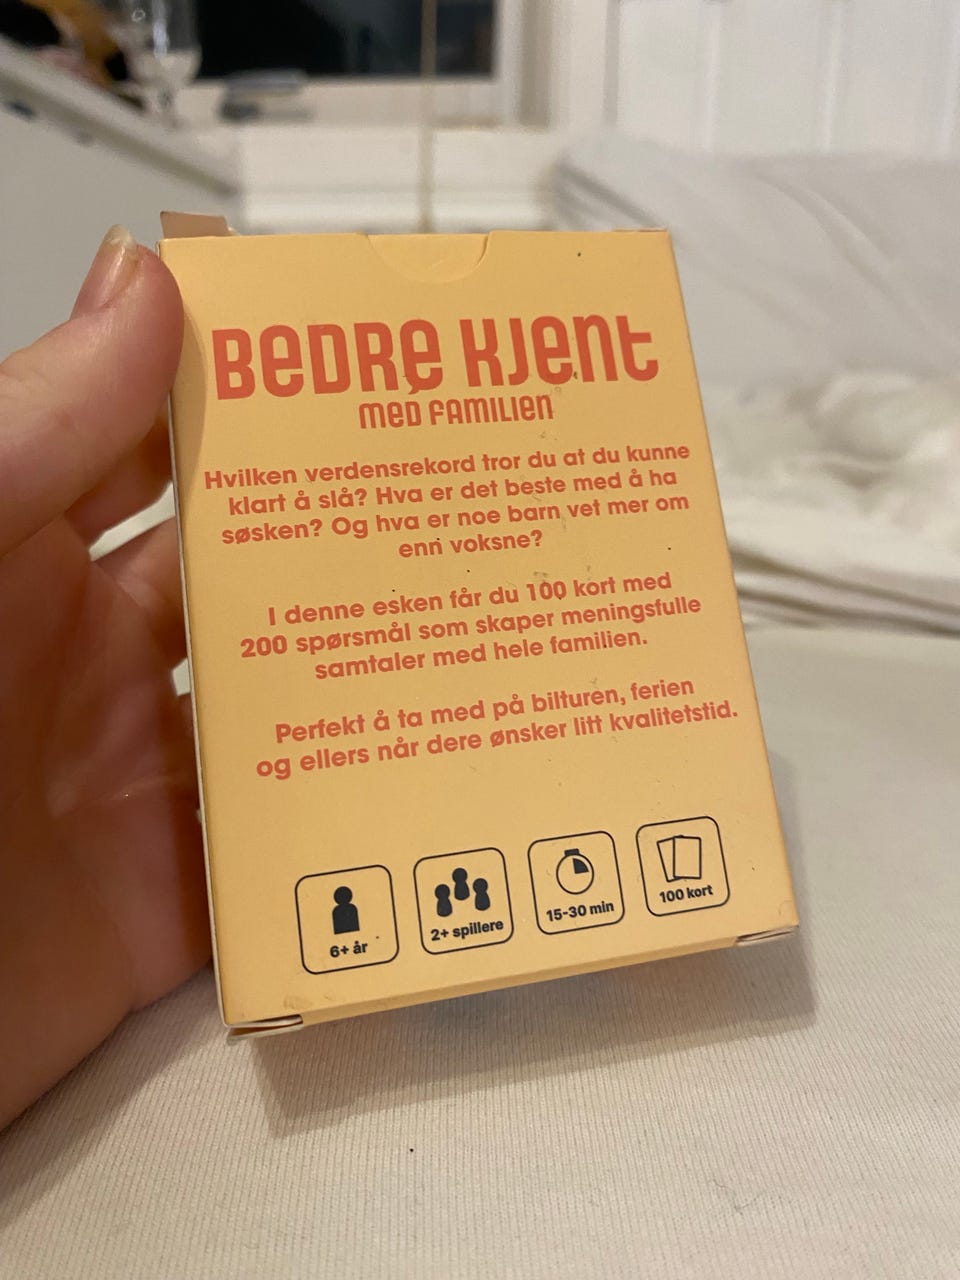 BEDRE KJENT
MED FAMILIEN
Hvilken verdensrekord tror du at du kunne
klart å slå? Hva er det beste med å ha
søsken? Og hva er noe barn vet mer om
enn voksne?
I denne esken får du 100 kort med
200 spørsmål som skaper meningsfulle
samtaler med hele familien.
Perfekt å ta med på bilturen, ferien
og ellers når dere ønsker litt kvalitetstid.
6+ år
2+ spillere
15-30 min
100 kort